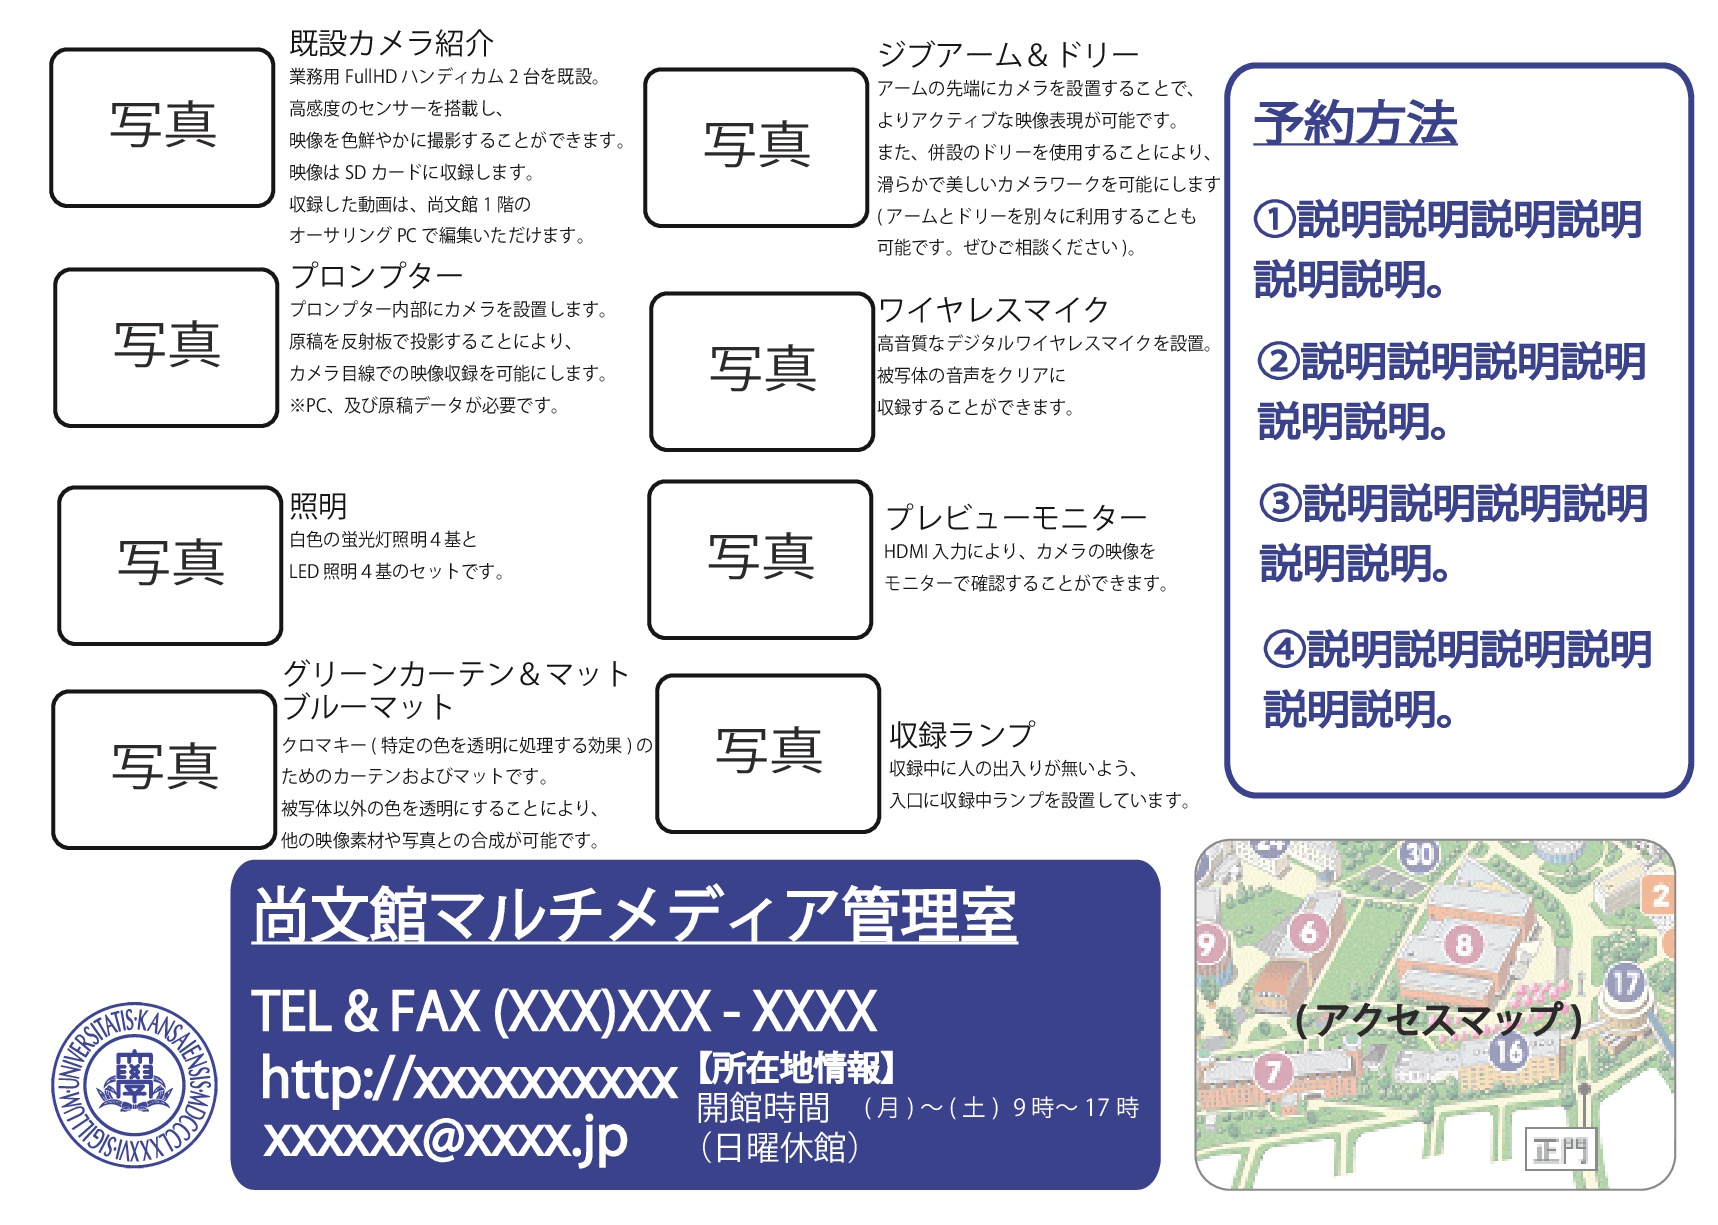 既設カメラ紹介
業務用 FullHD ハンディカム 2 台を既設。
高感度のセンサーを搭載し、
映像を色鮮やかに撮影することができます。
映像は SD カードに収録します。
収録した動画は、尚文館 1 階の
オーサリング PC で編集いただけます。
写真
プロンプター
プロンプター内部にカメラを設置します。
原稿を反射板で投影することにより、
カメラ目線での映像収録を可能にします。
※PC、及び原稿データが必要です。
写真
照明
白色の蛍光灯照明４基と
LED 照明４基のセットです。
写真
グリーンカーテン＆マット
ブルーマット
クロマキー ( 特定の色を透明に処理する効果 ) の
ためのカーテンおよびマットです。
被写体以外の色を透明にすることにより、
他の映像素材や写真との合成が可能です。
写真
ジブアーム＆ドリー
アームの先端にカメラを設置することで、
よりアクティブな映像表現が可能です。
また、併設のドリーを使用することにより、
滑らかで美しいカメラワークを可能にします
( アームとドリーを別々に利用することも
可能です。ぜひご相談ください )。
写真
ワイヤレスマイク
高音質なデジタルワイヤレスマイクを設置。
被写体の音声をクリアに
収録することができます。
写真
プレビューモニター
HDMI 入力により、カメラの映像を
モニターで確認することができます。
写真
収録ランプ
収録中に人の出入りが無いよう、
入口に収録中ランプを設置しています。
写真
予約方法
①説明説明説明説明
説明説明。
②説明説明説明説明
説明説明。
③説明説明説明説明
説明説明。
④説明説明説明説明
説明説明。
尚文館マルチメディア管理室
TEL & FAX (XXX)XXX - XXXX
http://xxxxxxxxxx
xxxxxx@xxxx.jp
【所在地情報】
開館時間 ( 月 )～( 土 ) 9 時～ 17 時
（日曜休館）
SIGILLUM·UNIVERSITATIS·KANSAIENSIS·MDCCCLXXXVI·
學
24
30
2
9
6
8
17
( アクセスマップ )
16
7
正門